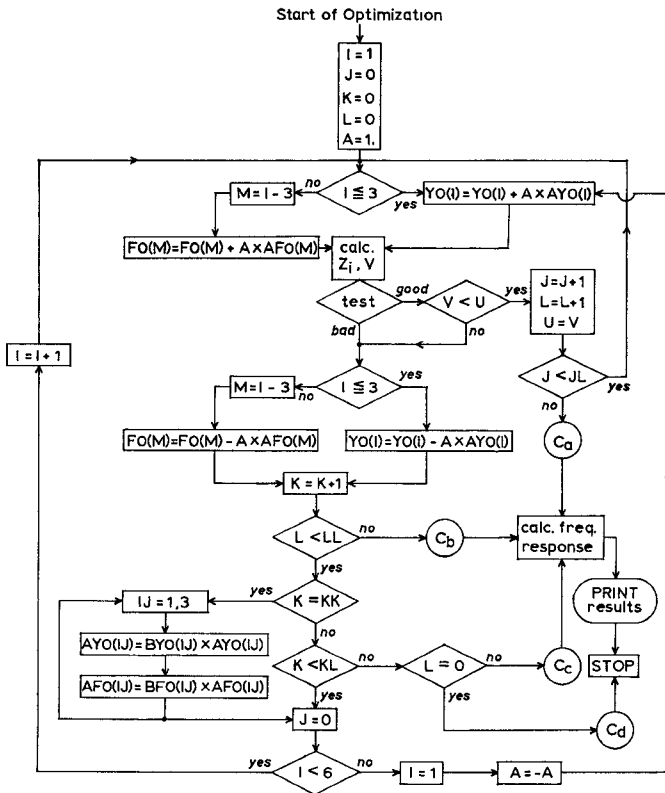 Start of Optimization
I = 1
J = 0
K = 0
L = 0
A = 1.
I ≦ 3
no
yes
M = I - 3
YO(i) = YO(I) + A × AYO(I)
FO(M) = FO(M) + A × AFO(M)
calc.
Zi , V
test
good
bad
V < U
yes
no
J = J + 1
L = L + 1
U = V
I = I + 1
J < JL
yes
no
I ≦ 3
yes
no
M = I - 3
FO(M) = FO(M) - A × AFO(M)
YO(I) = YO(i) - A × AYO(i)
Ca
K = K + 1
L < LL
no
yes
Cb
calc. freq.
response
K = KK
yes
no
IJ = 1,3
PRINT
results
AYO(IJ) = BYO(IJ) × AYO(IJ)
K < KL
no
yes
L = 0
no
yes
Cc
STOP
AFO(IJ) = BFO(IJ) × AFO(IJ)
J = 0
Cd
I < 6
yes
no
I = 1
A = -A